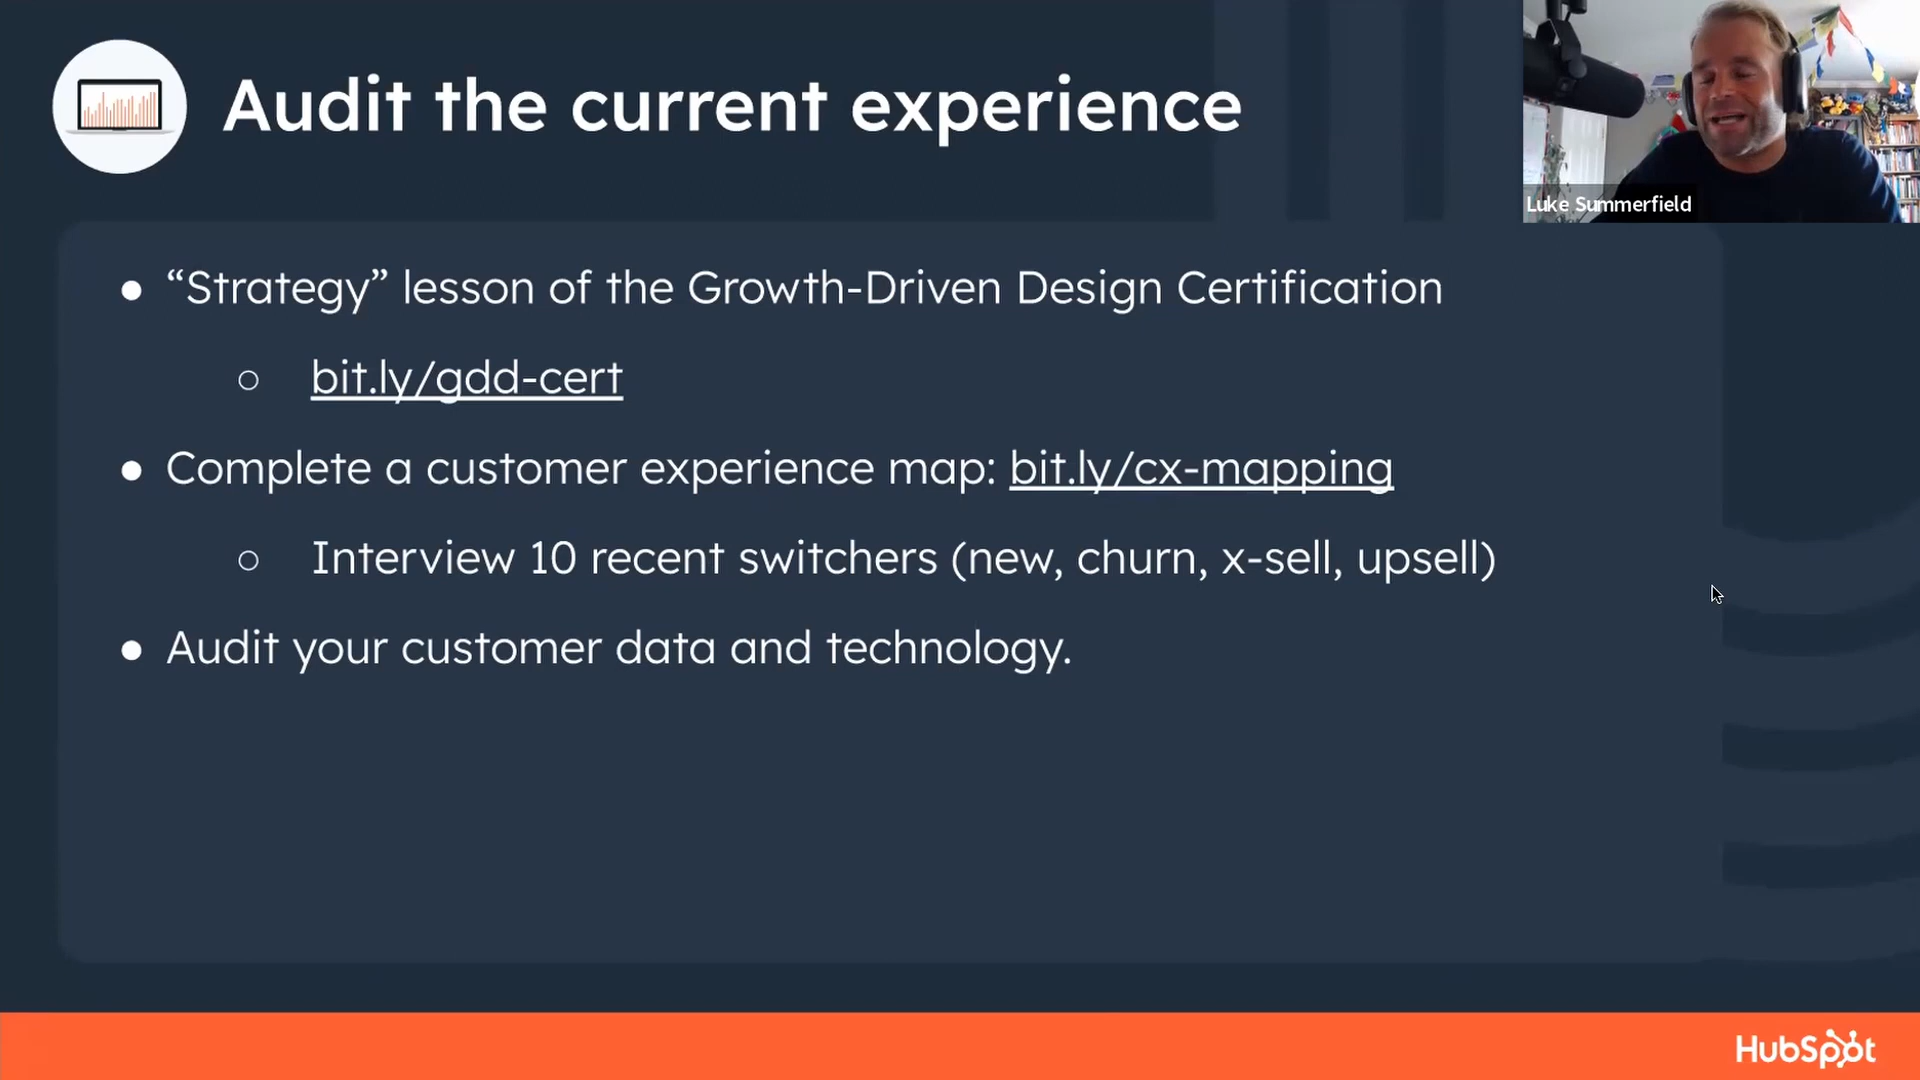 Audit the current experience
Luke Summerfield
● “Strategy” lesson of the Growth-Driven Design Certification
○ bit.ly/gdd-cert
● Complete a customer experience map: bit.ly/cx-mapping
○ Interview 10 recent switchers (new, churn, x-sell, upsell)
● Audit your customer data and technology.
HubSpot